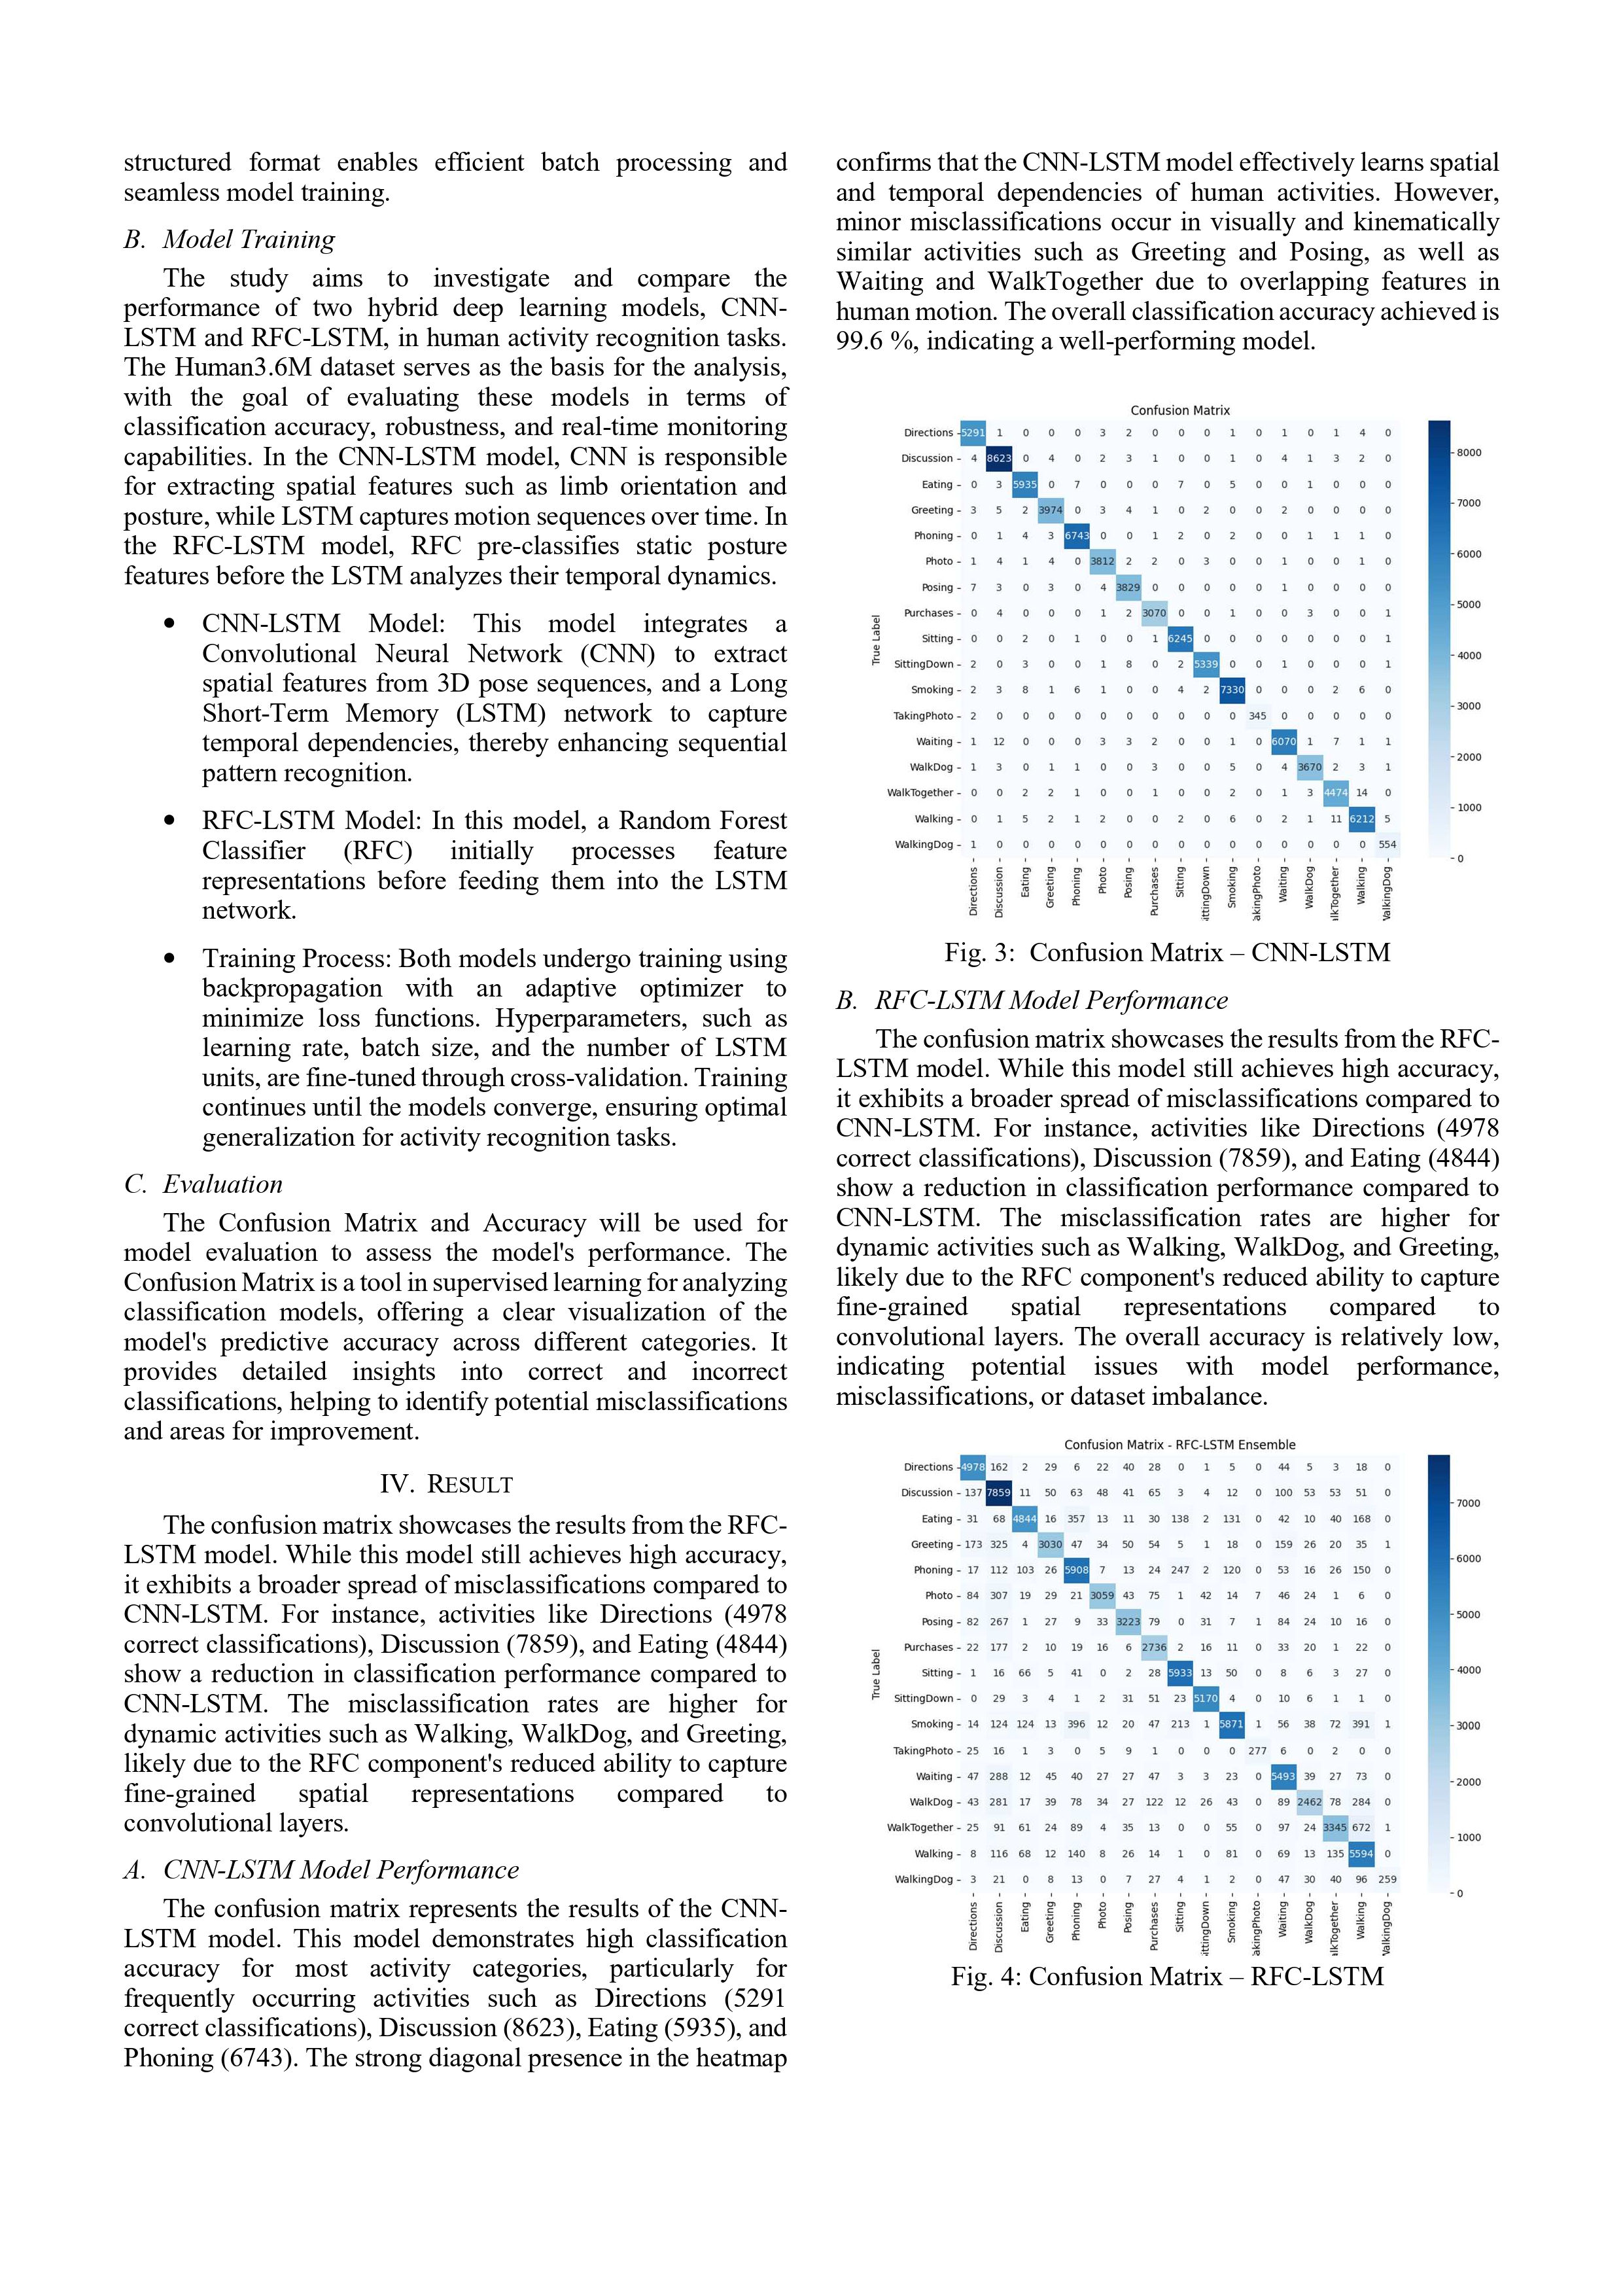 structured format enables efficient batch processing and
seamless model training.
B. Model Training
The study aims to investigate and compare the
performance of two hybrid deep learning models, CNN-
LSTM and RFC-LSTM, in human activity recognition tasks.
The Human3.6M dataset serves as the basis for the analysis,
with the goal of evaluating these models in terms of
classification accuracy, robustness, and real-time monitoring
capabilities. In the CNN-LSTM model, CNN is responsible
for extracting spatial features such as limb orientation and
posture, while LSTM captures motion sequences over time. In
the RFC-LSTM model, RFC pre-classifies static posture
features before the LSTM analyzes their temporal dynamics.
• CNN-LSTM Model: This model integrates a
Convolutional Neural Network (CNN) to extract
spatial features from 3D pose sequences, and a Long
Short-Term Memory (LSTM) network to capture
temporal dependencies, thereby enhancing sequential
pattern recognition.
• RFC-LSTM Model: In this model, a Random Forest
Classifier (RFC) initially processes feature
representations before feeding them into the LSTM
network.
• Training Process: Both models undergo training using
backpropagation with an adaptive optimizer to
minimize loss functions. Hyperparameters, such as
learning rate, batch size, and the number of LSTM
units, are fine-tuned through cross-validation. Training
continues until the models converge, ensuring optimal
generalization for activity recognition tasks.
C. Evaluation
The Confusion Matrix and Accuracy will be used for
model evaluation to assess the model's performance. The
Confusion Matrix is a tool in supervised learning for analyzing
classification models, offering a clear visualization of the
model's predictive accuracy across different categories. It
provides detailed insights into correct and incorrect
classifications, helping to identify potential misclassifications
and areas for improvement.
IV. RESULT
The confusion matrix showcases the results from the RFC-
LSTM model. While this model still achieves high accuracy,
it exhibits a broader spread of misclassifications compared to
CNN-LSTM. For instance, activities like Directions (4978
correct classifications), Discussion (7859), and Eating (4844)
show a reduction in classification performance compared to
CNN-LSTM. The misclassification rates are higher for
dynamic activities such as Walking, WalkDog, and Greeting,
likely due to the RFC component's reduced ability to capture
fine-grained spatial representations compared to
convolutional layers.
A. CNN-LSTM Model Performance
The confusion matrix represents the results of the CNN-
LSTM model. This model demonstrates high classification
accuracy for most activity categories, particularly for
frequently occurring activities such as Directions (5291
correct classifications), Discussion (8623), Eating (5935), and
Phoning (6743). The strong diagonal presence in the heatmap
confirms that the CNN-LSTM model effectively learns spatial
and temporal dependencies of human activities. However,
minor misclassifications occur in visually and kinematically
similar activities such as Greeting and Posing, as well as
Waiting and WalkTogether due to overlapping features in
human motion. The overall classification accuracy achieved is
99.6 %, indicating a well-performing model.
Confusion Matrix
Directions 5291 1 0 0 0 3 2 0 0 0 1 0 1 0 1 4 0
Discussion 4 8623 0 4 0 2 3 1 0 0 1 0 4 1 3 2 0
Eating 0 3 5935 0 7 0 0 0 7 0 5 0 0 1 0 0 0
Greeting 3 5 2 3974 0 3 4 1 0 2 0 0 2 0 0 0 0
Phoning 0 1 4 3 6743 0 0 1 2 0 2 0 0 1 1 1 0
Photo 1 4 1 4 0 3812 2 2 0 3 0 0 1 0 0 1 0
Posing 7 3 0 3 0 4 3829 0 0 0 0 0 1 0 0 0 0
Purchases 0 4 0 0 0 1 2 3070 0 0 1 0 0 3 0 0 1
Sitting 0 0 2 0 1 0 0 1 6245 0 0 0 0 0 0 0 1
SittingDown 2 0 3 0 0 1 8 0 2 5339 0 0 1 0 0 0 1
Smoking 2 3 8 1 6 1 0 0 4 2 7330 0 0 0 2 6 0
TakingPhoto 2 0 0 0 0 0 0 0 0 0 0 345 0 0 0 0 0
Waiting 1 12 0 0 0 3 3 2 0 0 1 0 6070 1 7 1 1
WalkDog 1 3 0 1 1 0 0 3 0 0 5 0 4 3670 2 3 1
WalkTogether 0 0 2 2 1 0 0 1 0 0 2 0 1 3 4474 14 0
Walking 0 1 5 2 1 2 0 0 2 0 6 0 2 1 11 6212 5
WalkingDog 1 0 0 0 0 0 0 0 0 0 0 0 0 0 0 0 554
True Label
Directions Discussion Eating Greeting Phoning Photo Posing Purchases Sitting ittingDown Smoking akingPhoto Waiting WalkDog lkTogether Walking ValkingDog
8000
7000
6000
5000
4000
3000
2000
1000
0
Fig. 3: Confusion Matrix – CNN-LSTM
B. RFC-LSTM Model Performance
The confusion matrix showcases the results from the RFC-
LSTM model. While this model still achieves high accuracy,
it exhibits a broader spread of misclassifications compared to
CNN-LSTM. For instance, activities like Directions (4978
correct classifications), Discussion (7859), and Eating (4844)
show a reduction in classification performance compared to
CNN-LSTM. The misclassification rates are higher for
dynamic activities such as Walking, WalkDog, and Greeting,
likely due to the RFC component's reduced ability to capture
fine-grained spatial representations compared to
convolutional layers. The overall accuracy is relatively low,
indicating potential issues with model performance,
misclassifications, or dataset imbalance.
Confusion Matrix - RFC-LSTM Ensemble
Directions 4978 162 2 29 6 22 40 28 0 1 5 0 44 5 3 18 0
Discussion 137 7859 11 50 63 48 41 65 3 4 12 0 100 53 53 51 0
Eating 31 68 4844 16 357 13 11 30 138 2 131 0 42 10 40 168 0
Greeting 173 325 4 3030 47 34 50 54 5 1 18 0 159 26 20 35 1
Phoning 17 112 103 26 5908 7 13 24 247 2 120 0 53 16 26 150 0
Photo 84 307 19 29 21 3059 43 75 1 42 14 7 46 24 1 6 0
Posing 82 267 1 27 9 33 3223 79 0 31 7 1 84 24 10 16 0
Purchases 22 177 2 10 19 16 6 2736 2 16 11 0 33 20 1 22 0
Sitting 1 16 66 5 41 0 2 28 5933 13 50 0 8 6 3 27 0
SittingDown 0 29 3 4 1 2 31 51 23 5170 4 0 10 6 1 1 0
Smoking 14 124 124 13 396 12 20 47 213 1 5871 1 56 38 72 391 1
TakingPhoto 25 16 1 3 0 5 9 1 0 0 0 277 6 0 2 0 0
Waiting 47 288 12 45 40 27 27 47 3 3 23 0 5493 39 27 73 0
WalkDog 43 281 17 39 78 34 27 122 12 26 43 0 89 2462 78 284 0
WalkTogether 25 91 61 24 89 4 35 13 0 0 55 0 97 24 3345 672 1
Walking 8 116 68 12 140 8 26 14 1 0 81 0 69 13 135 5594 0
WalkingDog 3 21 0 8 13 0 7 27 4 1 2 0 47 30 40 96 259
True Label
Directions Discussion Eating Greeting Phoning Photo Posing Purchases Sitting ittingDown Smoking akingPhoto Waiting WalkDog lkTogether Walking ValkingDog
7000
6000
5000
4000
3000
2000
1000
0
Fig. 4: Confusion Matrix – RFC-LSTM